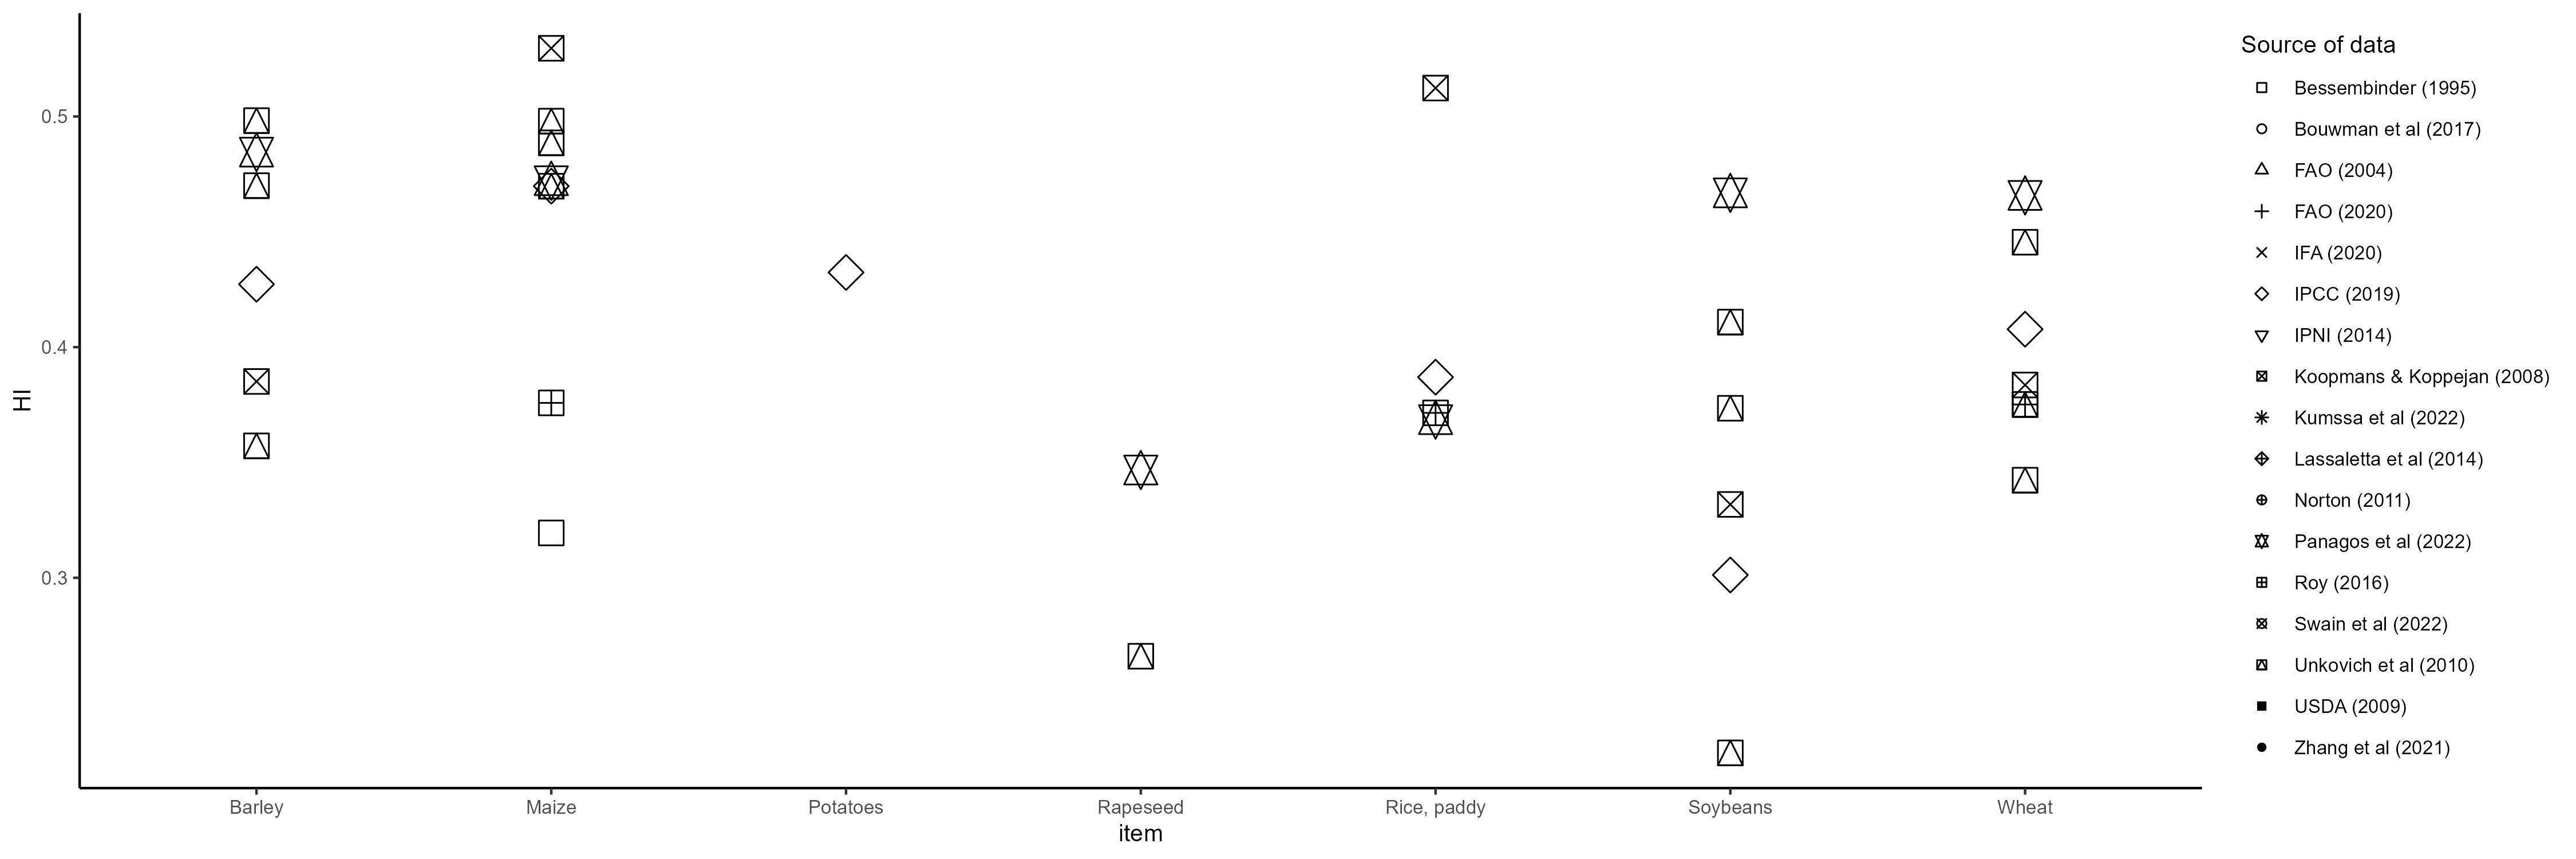 HI
0.5
0.4
0.3
Barley
Maize
Potatoes
Rapeseed
Rice, paddy
Soybeans
Wheat
item
Source of data
Bessembinder (1995)
Bouwman et al (2017)
FAO (2004)
FAO (2020)
IFA (2020)
IPCC (2019)
IPNI (2014)
Koopmans & Koppejan (2008)
Kumssa et al (2022)
Lassaletta et al (2014)
Norton (2011)
Panagos et al (2022)
Roy (2016)
Swain et al (2022)
Unkovich et al (2010)
USDA (2009)
Zhang et al (2021)